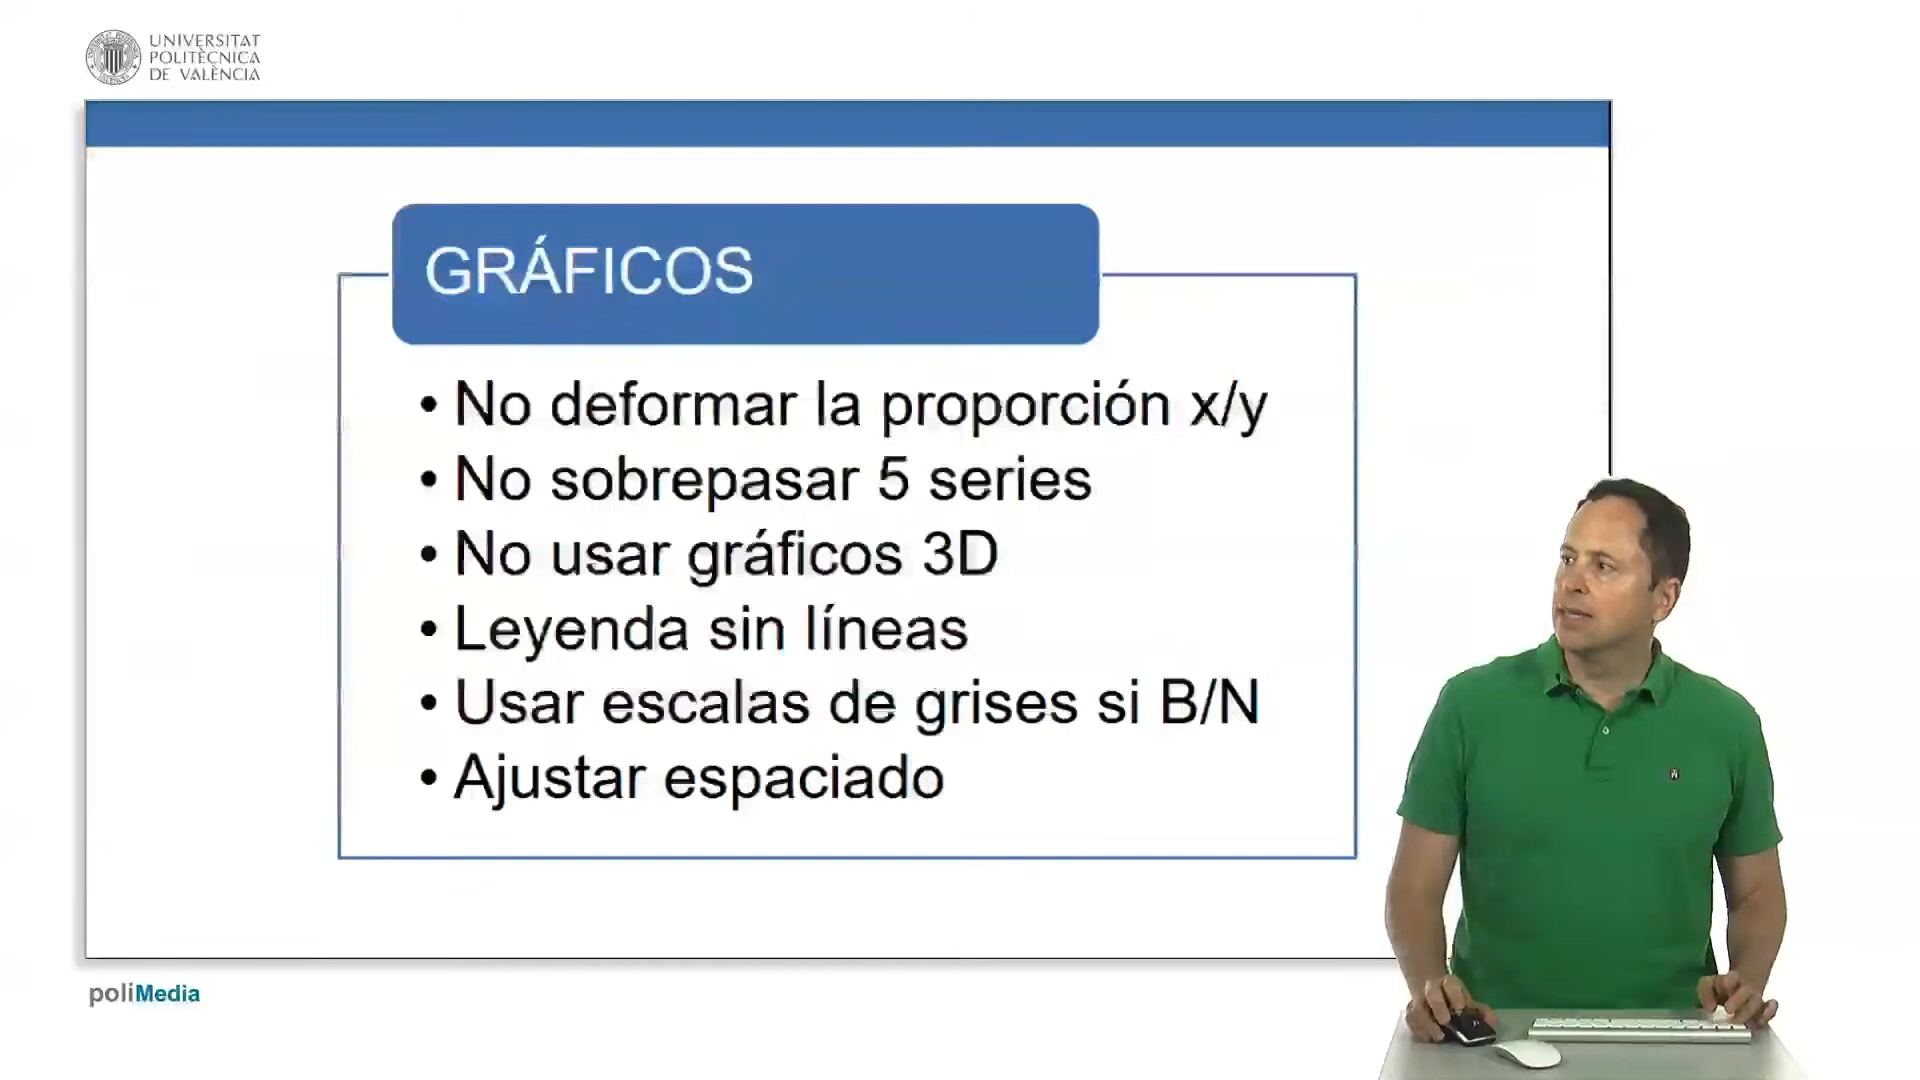 UNIVERSITAT
POLITÈCNICA
DE VALÈNCIA
GRÁFICOS
• No deformar la proporción x/y
• No sobrepasar 5 series
• No usar gráficos 3D
• Leyenda sin líneas
• Usar escalas de grises si B/N
• Ajustar espaciado
poliMedia